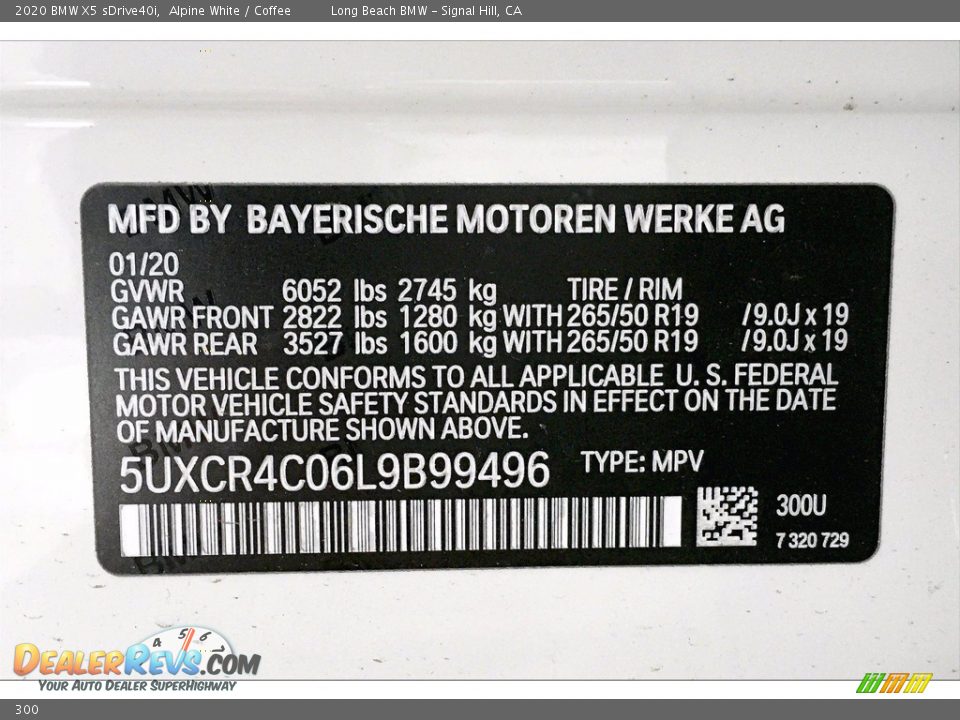 2020 BMW X5 sDrive40i, Alpine White / Coffee Long Beach BMW - Signal Hill, CA
MFD BY BAYERISCHE MOTOREN WERKE AG
01/20
GVWR 6052 lbs 2745 kg TIRE / RIM
GAWR FRONT 2822 lbs 1280 kg WITH 265/50 R19 /9.0J x 19
GAWR REAR 3527 lbs 1600 kg WITH 265/50 R19 /9.0J x 19
THIS VEHICLE CONFORMS TO ALL APPLICABLE U. S. FEDERAL
MOTOR VEHICLE SAFETY STANDARDS IN EFFECT ON THE DATE
OF MANUFACTURE SHOWN ABOVE.
5UXCR4C06L9B99496 TYPE: MPV
300U
7 320 729
4 5 6
DEALERREVS.COM
YOUR AUTO DEALER SUPERHIGHWAY
300